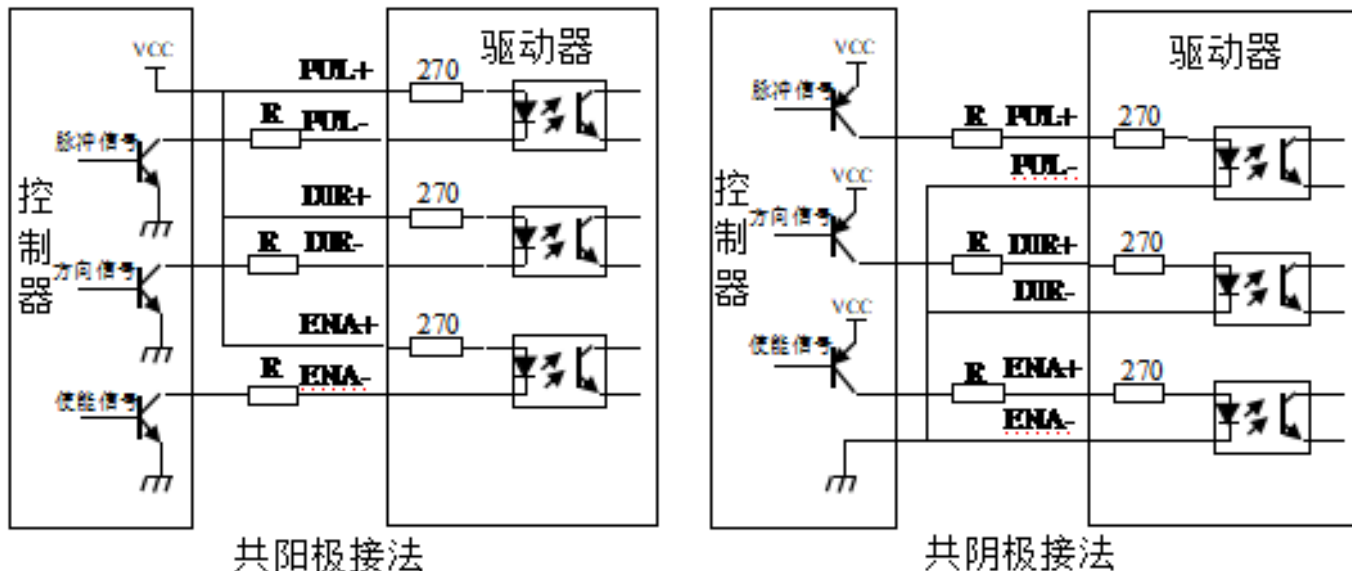 驱动器
VCC
PUL+
270
R
PUL-
脉冲信号
控制器
DIR+
270
R
DIR-
方向信号
ENA+
270
R
ENA-
使能信号
共阳极接法
驱动器
VCC
脉冲信号
R
PUL+
270
PUL-
控制器
VCC
方向信号
R
DIR+
270
DIR-
VCC
使能信号
R
ENA+
270
ENA-
共阴极接法